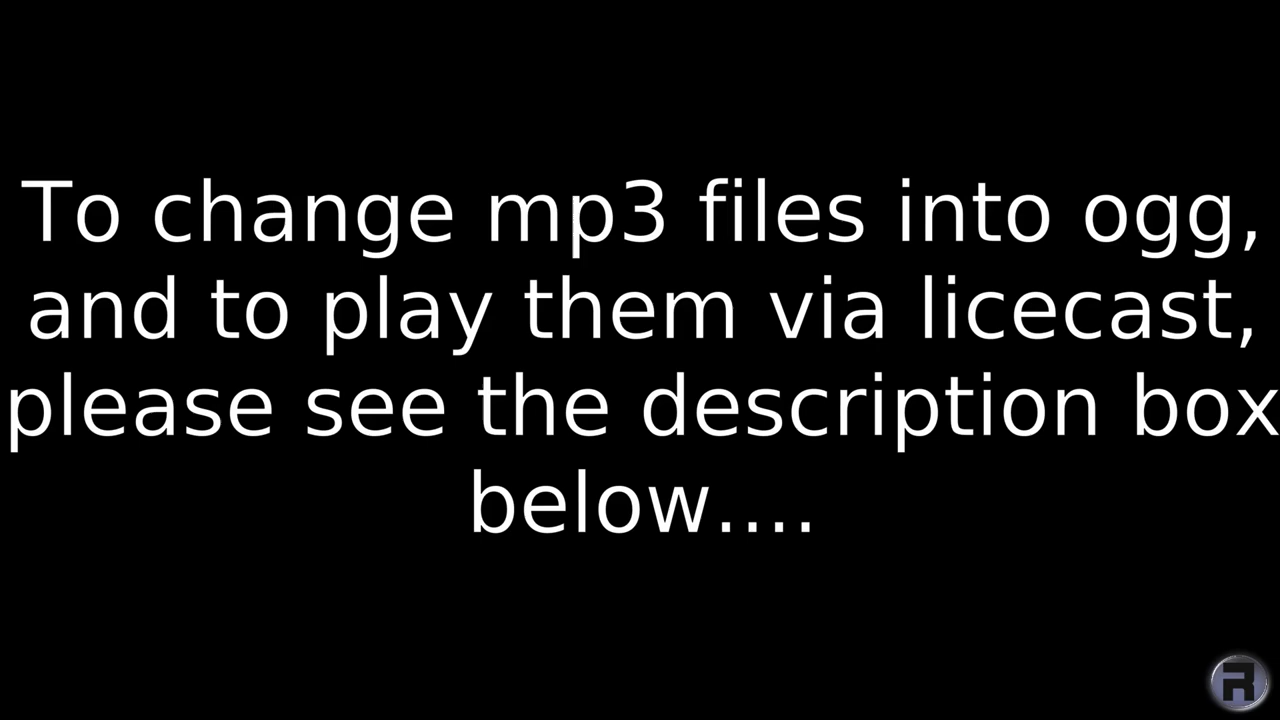 To change mp3 files into ogg,
and to play them via licecast,
please see the description box
below....
R